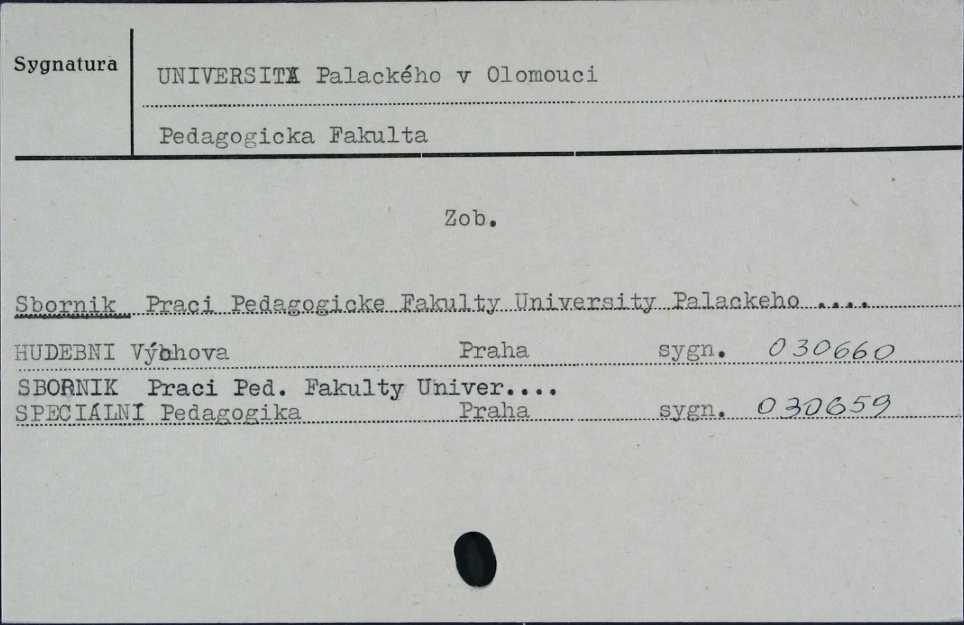 Sygnatura
UNIVERSITA Palackého v Olomouci
Pedagogicka Fakulta
Zob.
Sbornik Praci Pedagogicke Fakulty University Palackeho ....
HUDEBNI Výchova Praha sygn. 030660
SBORNIK Praci Ped. Fakulty Univer....
SPECIÁLNÍ Pedagogika Praha sygn. 030659